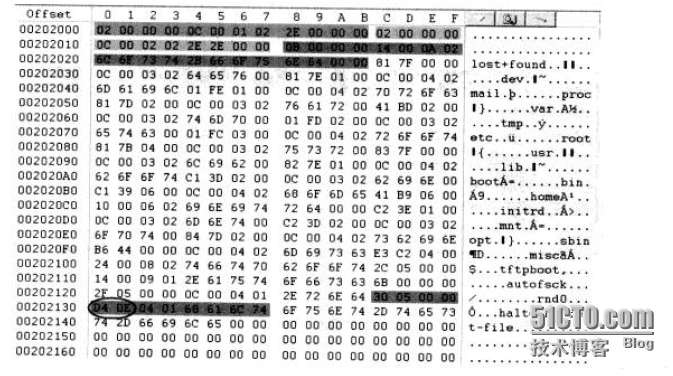 Offset 0 1 2 3 4 5 6 7 8 9 A B C D E F
00202000 02 00 00 00 0C 00 01 02 2E 00 00 00 02 00 00 00 ................
00202010 0C 00 02 02 2E 2E 00 00 0B 00 00 00 14 00 0A 02 ................
00202020 6C 6F 73 74 2B 66 6F 75 6E 64 00 00 81 7F 00 00 lost+found..
00202030 0C 00 03 02 64 65 76 00 81 7E 01 00 0C 00 04 02 ....dev.
00202040 6D 61 69 6C 01 FE 01 00 0C 00 04 02 70 72 6F 63 mail.þ......proc
00202050 81 7D 02 00 0C 00 03 02 76 61 72 00 41 BD 02 00 }......var.A½..
00202060 0C 00 03 02 74 6D 70 00 01 FD 02 00 0C 00 03 02 ....tmp..ý......
00202070 65 74 63 00 01 FC 03 00 0C 00 04 02 72 6F 6F 74 etc..ü......root
00202080 81 7B 04 00 0C 00 03 02 75 73 72 00 83 7F 00 00 {......usr.
00202090 0C 00 03 02 6C 69 62 00 82 7E 01 00 0C 00 04 02 ....lib.
002020A0 62 6F 6F 74 C1 3D 02 00 0C 00 03 02 62 69 6E 00 bootÁ=......bin.
002020B0 C1 39 06 00 0C 00 04 02 68 6F 6D 65 41 B9 06 00 Á9......homeA¹..
002020C0 10 00 06 02 69 6E 69 74 72 64 00 00 C2 3E 01 00 ....initrd..Â>..
002020D0 0C 00 03 02 6D 6E 74 00 C2 3D 02 00 0C 00 03 02 ....mnt.Â=......
002020E0 6F 70 74 00 84 7D 02 00 0C 00 04 02 73 62 69 6E opt.}......sbin
002020F0 B6 44 00 00 0C 00 04 02 6D 69 73 63 E3 C2 04 00 ¶D......miscãÂ..
00202100 24 00 08 02 74 66 74 70 62 6F 6F 74 2C 05 00 00 $...tftpboot,...
00202110 14 00 09 01 2E 61 75 74 6F 66 73 63 6B 00 00 00 .....autofsck...
00202120 2F 05 00 00 0C 00 04 01 2E 72 6E 64 30 05 00 00 /........rnd0...
00202130 D4 0E 04 01 68 61 6C 74 6F 75 6E 74 2D 74 65 73 Ô...halt
00202140 74 2D 66 69 6C 65 00 00 00 00 00 00 00 00 00 00 t-file..........
00202150 00 00 00 00 00 00 00 00 00 00 00 00 00 00 00 00 ................
00202160 00 00 00 00 00 00 00 00 00 00 00 00 00 00 00 00 ................
51CTO.com
技术博客 Blog